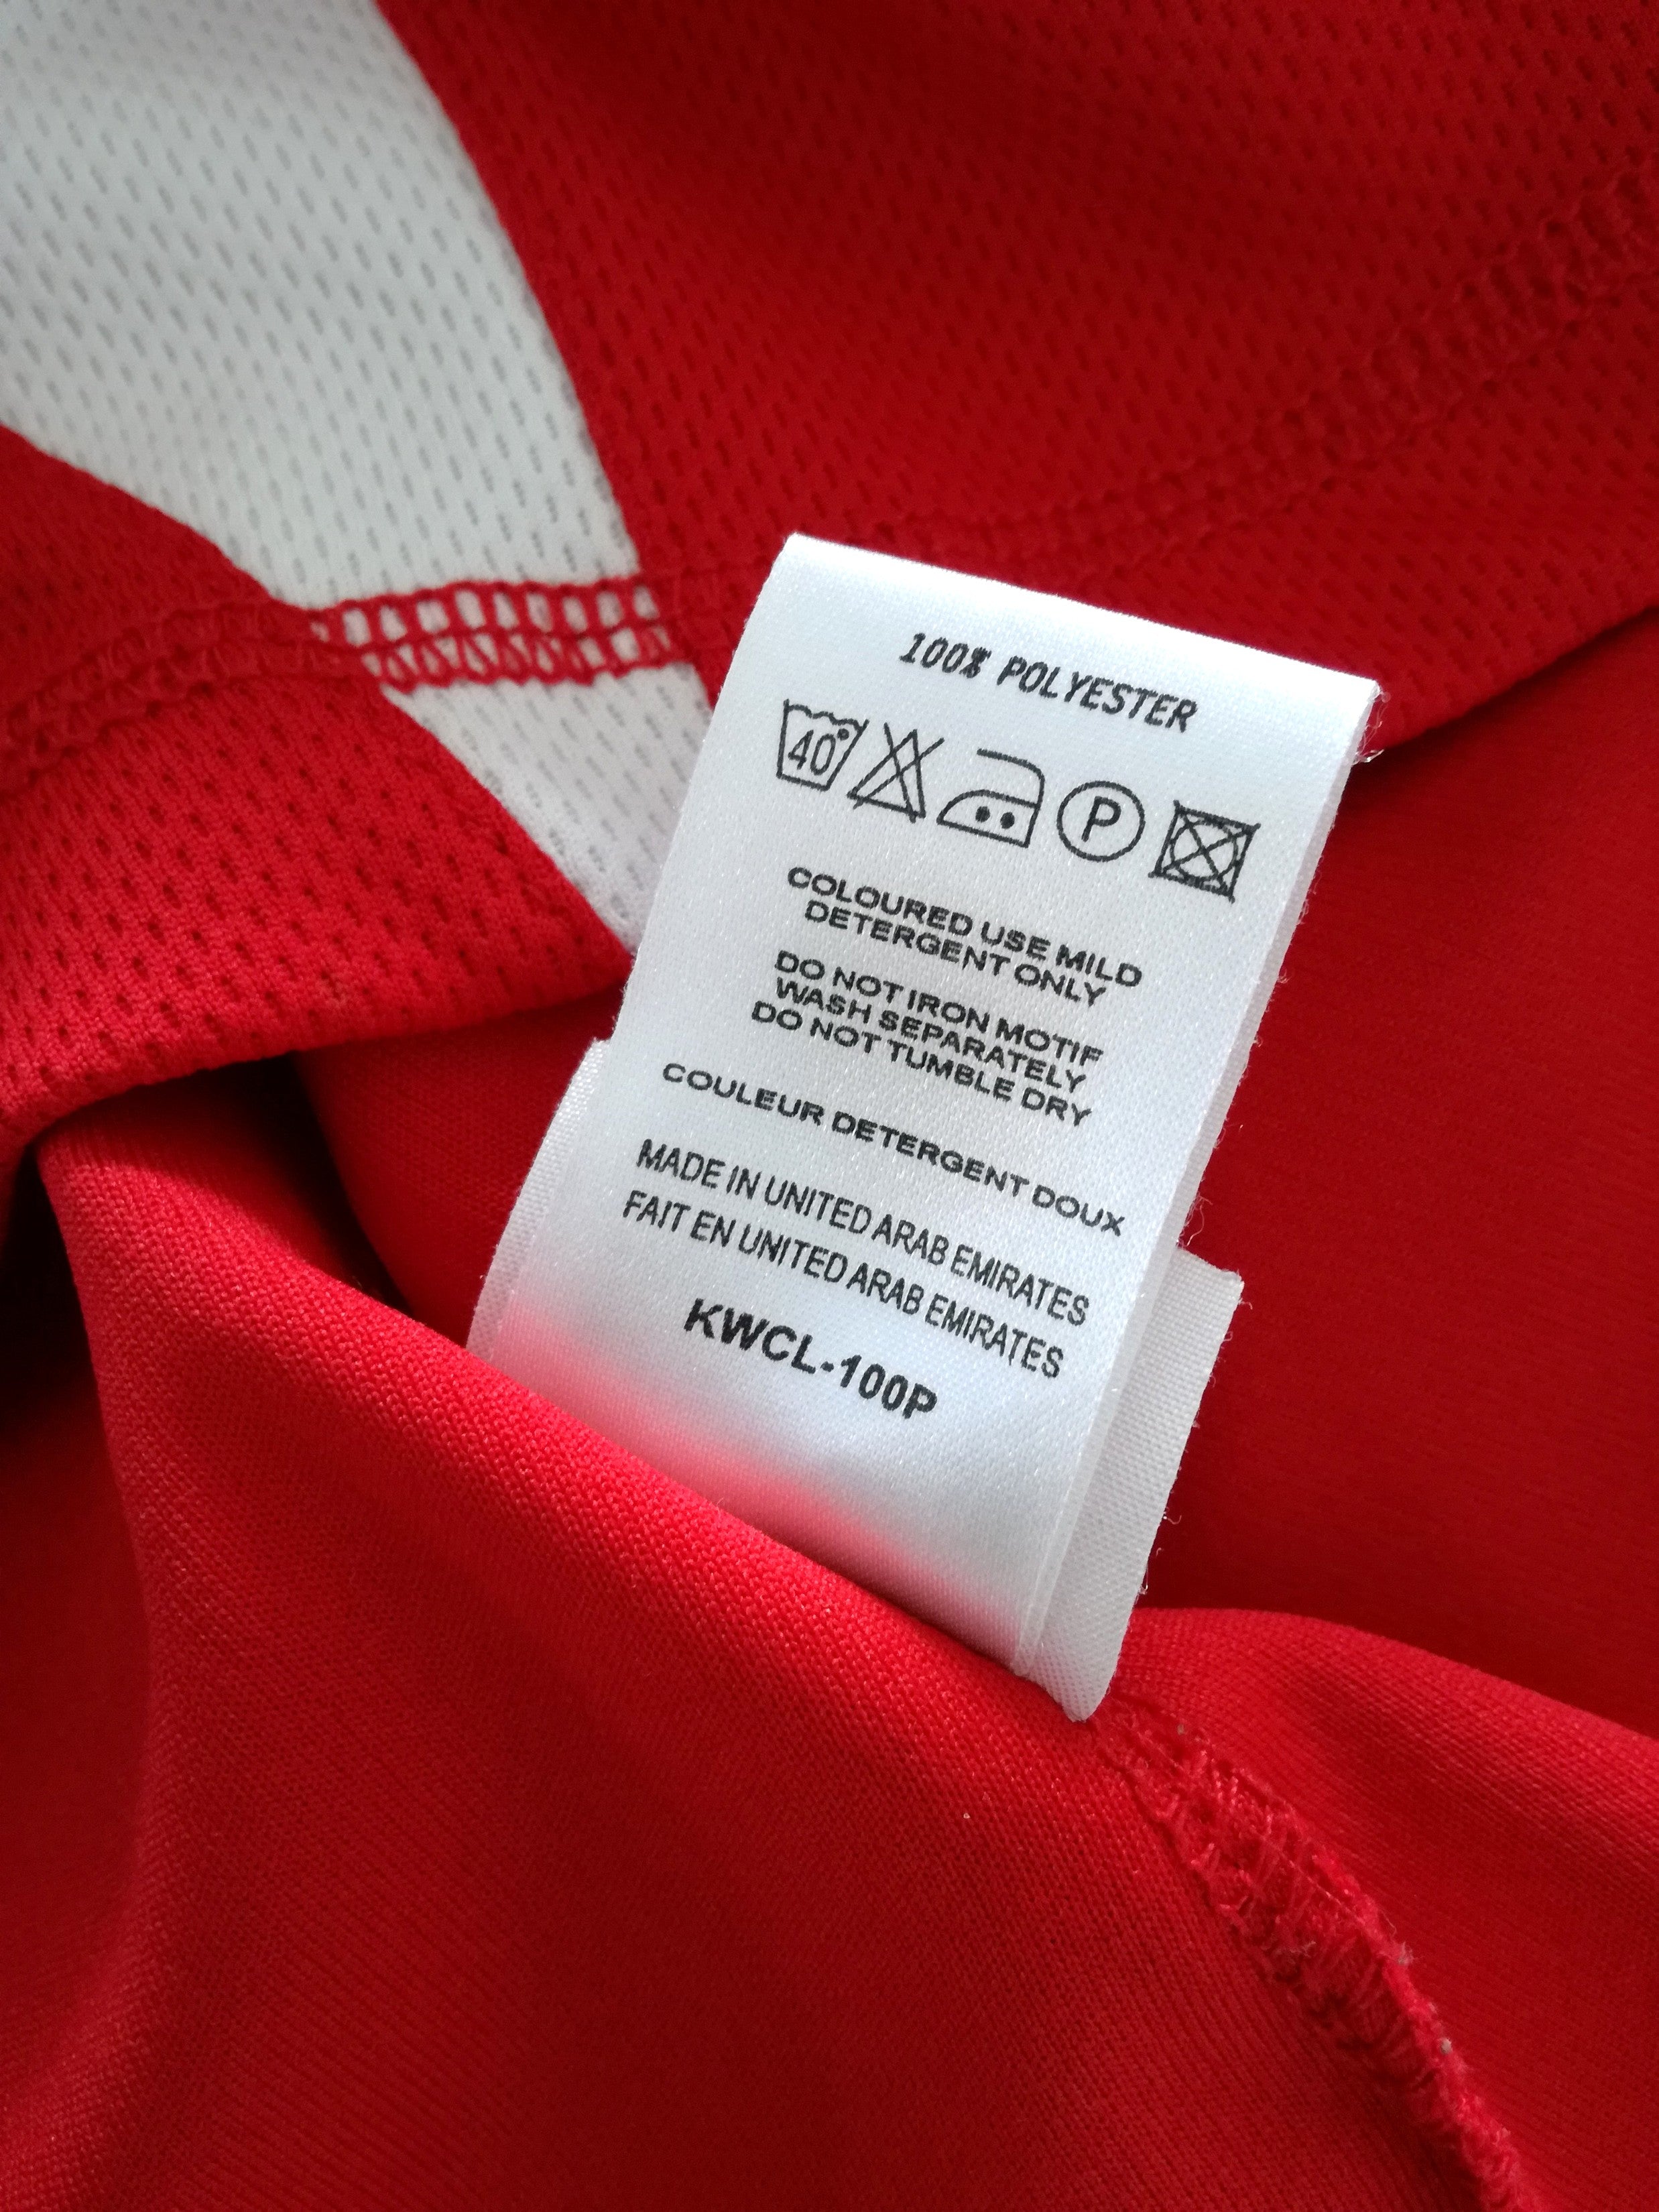 100% POLYESTER
40° P
COLOURED USE MILD
DETERGENT ONLY
DO NOT IRON MOTIF
WASH SEPARATELY
DO NOT TUMBLE DRY
COULEUR DETERGENT DOUX
MADE IN UNITED ARAB EMIRATES
FAIT EN UNITED ARAB EMIRATES
KWCL-100P